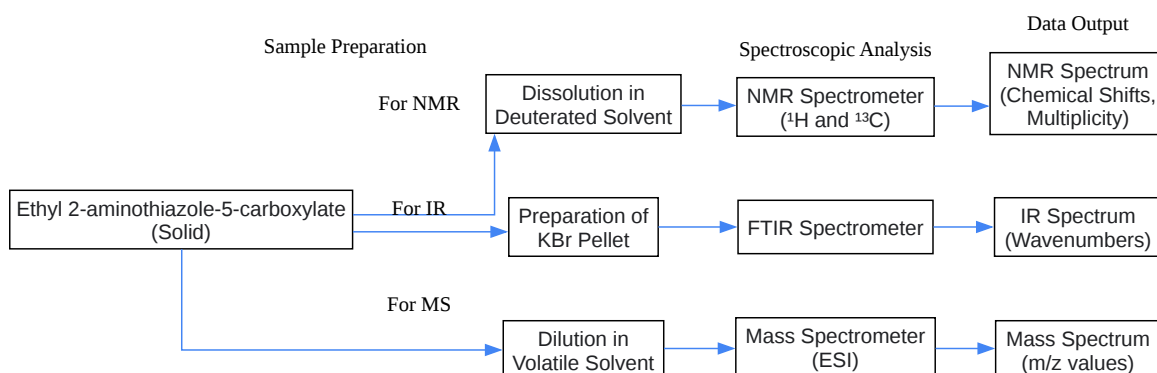 Sample Preparation
Spectroscopic Analysis
Data Output
For NMR
Dissolution in
Deuterated Solvent
NMR Spectrometer
(¹H and ¹³C)
NMR Spectrum
(Chemical Shifts,
Multiplicity)
Ethyl 2-aminothiazole-5-carboxylate
(Solid)
For IR
Preparation of
KBr Pellet
FTIR Spectrometer
IR Spectrum
(Wavenumbers)
For MS
Dilution in
Volatile Solvent
Mass Spectrometer
(ESI)
Mass Spectrum
(m/z values)